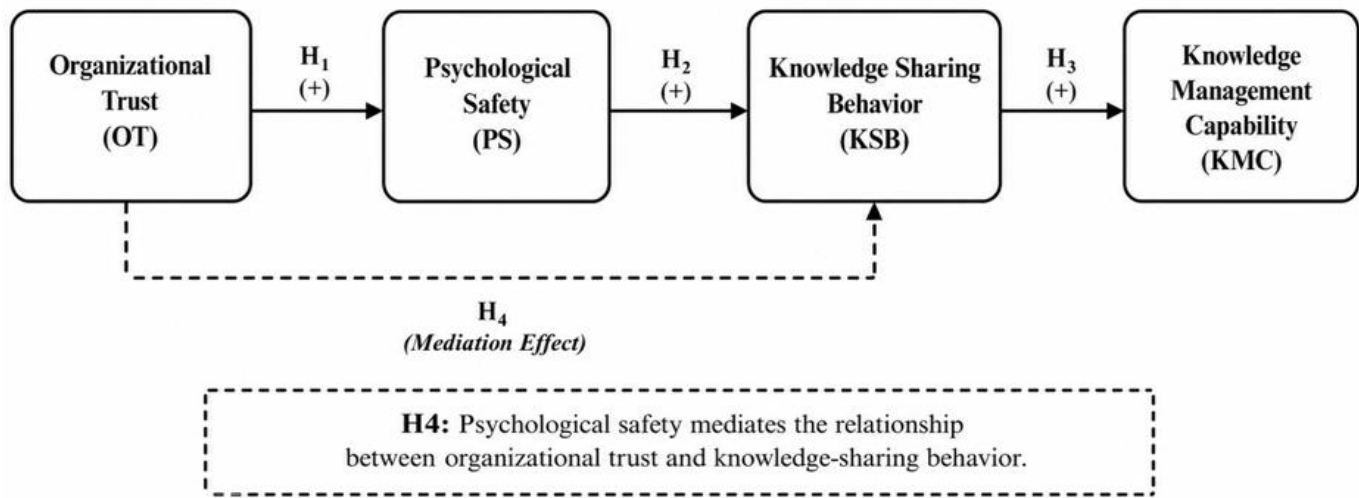 Organizational
Trust
(OT)
H₁
(+)
Psychological
Safety
(PS)
H₂
(+)
Knowledge Sharing
Behavior
(KSB)
H₃
(+)
Knowledge
Management
Capability
(KMC)
H₄
(Mediation Effect)
H4: Psychological safety mediates the relationship
between organizational trust and knowledge-sharing behavior.